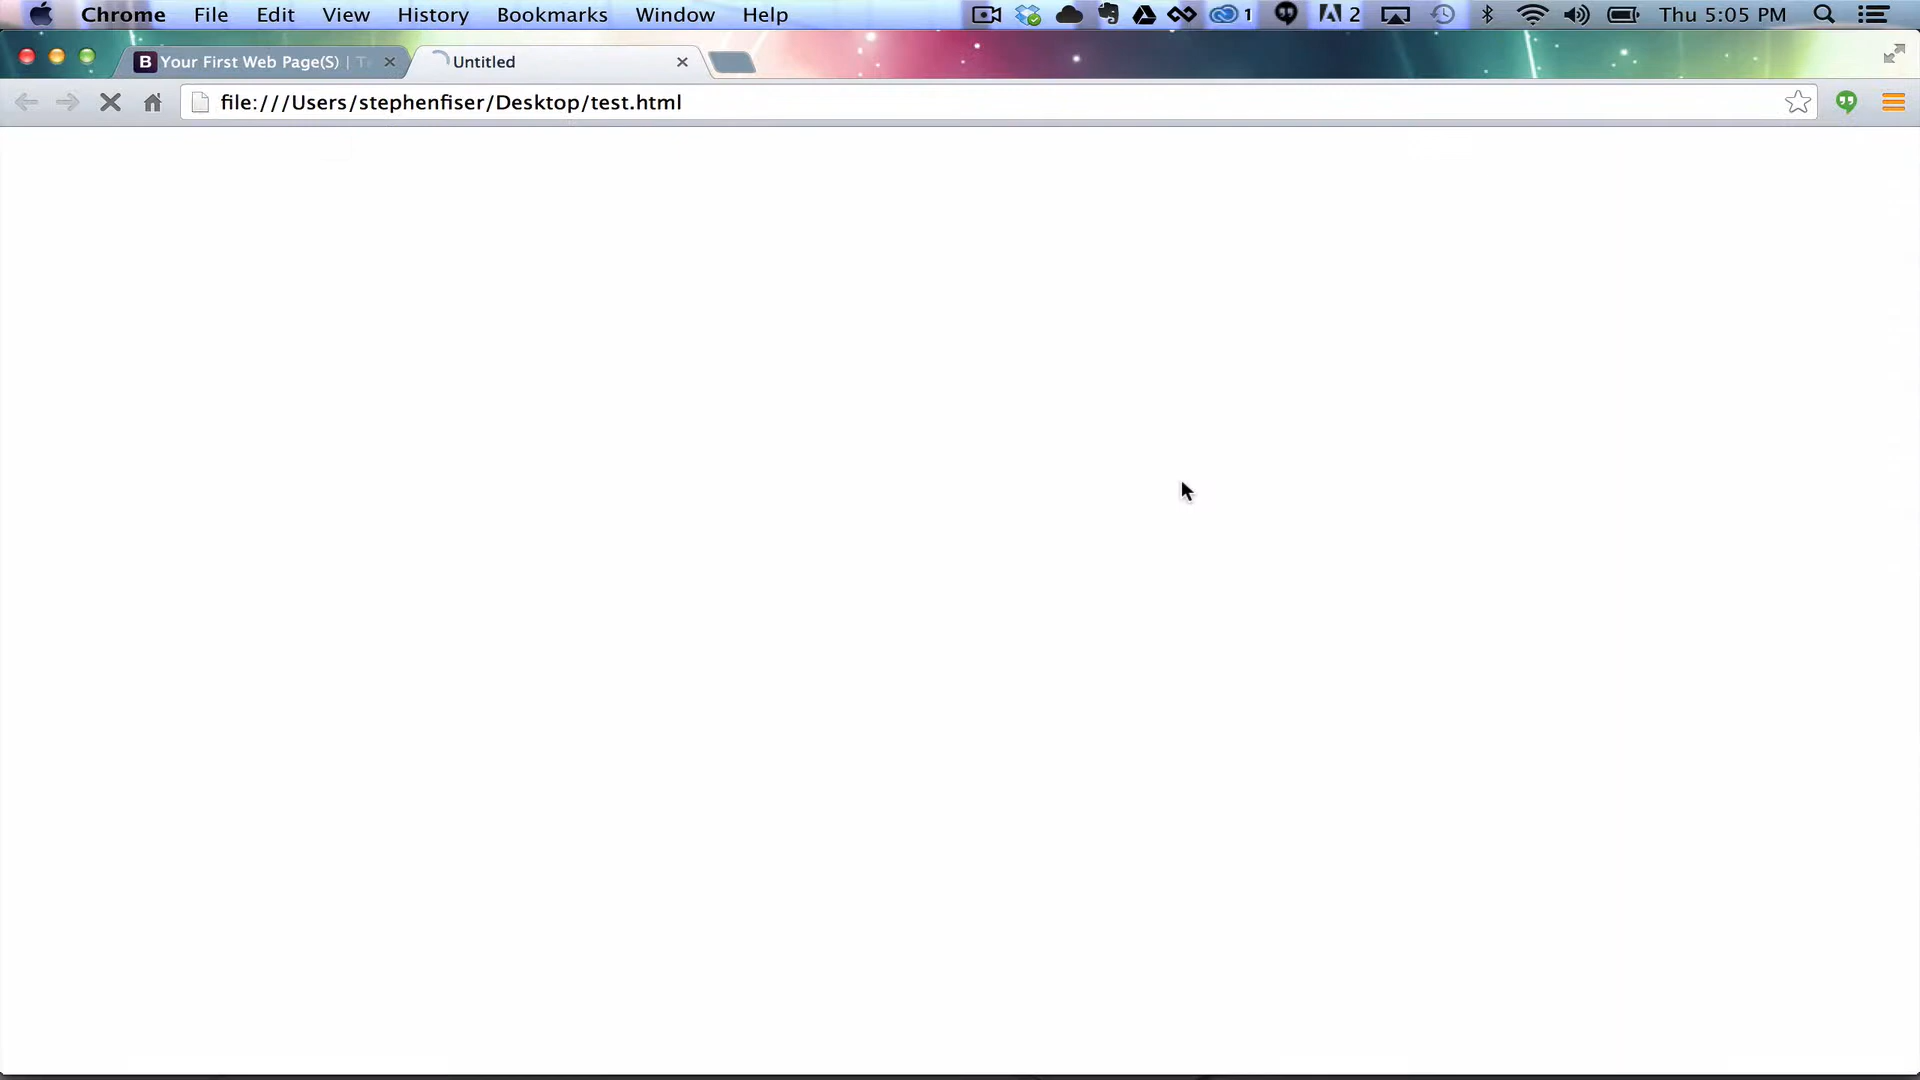 Chrome File Edit View History Bookmarks Window Help 1 2 Thu 5:05 PM
B Your First Web Page(S) | Untitled
file:///Users/stephenfiser/Desktop/test.html